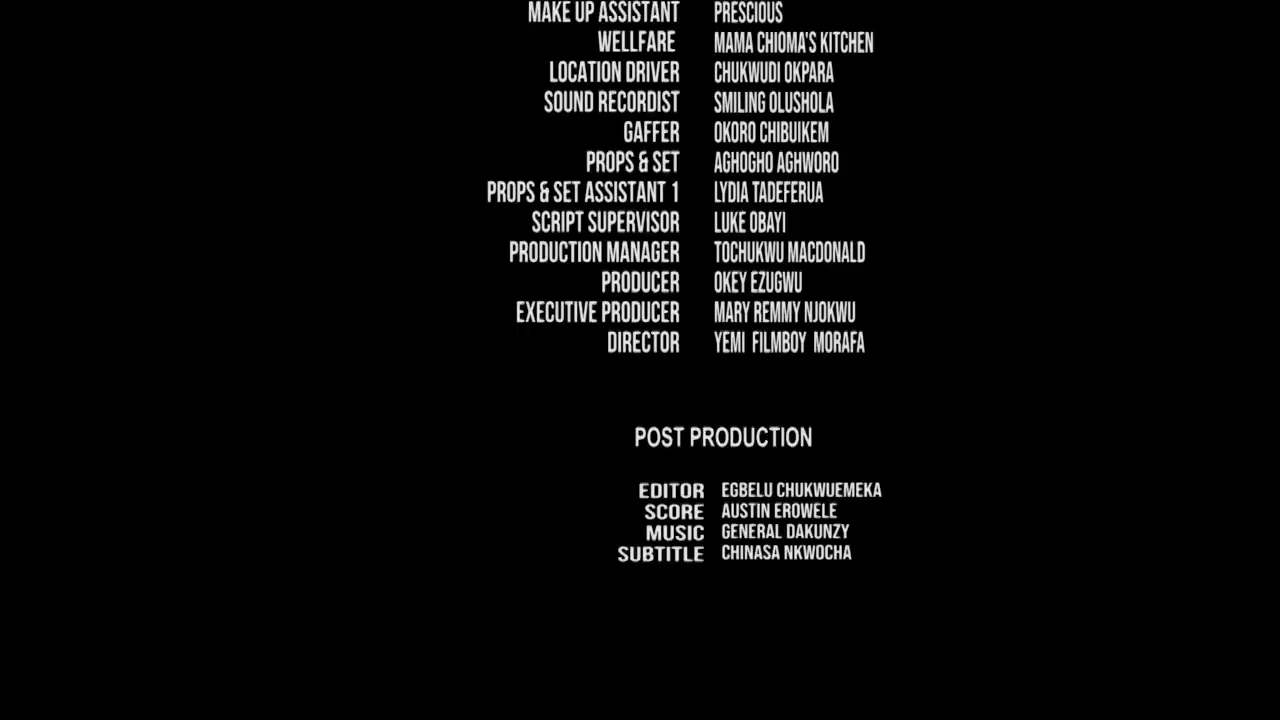 MAKE UP ASSISTANT PRESCIOUS
WELLFARE MAMA CHIOMA'S KITCHEN
LOCATION DRIVER CHUKWUDI OKPARA
SOUND RECORDIST SMILING OLUSHOLA
GAFFER OKORO CHIBUIKEM
PROPS & SET AGHOGHO AGHWORO
PROPS & SET ASSISTANT 1 LYDIA TADEFERUA
SCRIPT SUPERVISOR LUKE OBAYI
PRODUCTION MANAGER TOCHUKWU MACDONALD
PRODUCER OKEY EZUGWU
EXECUTIVE PRODUCER MARY REMMY NJOKWU
DIRECTOR YEMI FILMBOY MORAFA
POST PRODUCTION
EDITOR EGBELU CHUKWUEMEKA
SCORE AUSTIN EROWELE
MUSIC GENERAL DAKUNZY
SUBTITLE CHINASA NKWOCHA